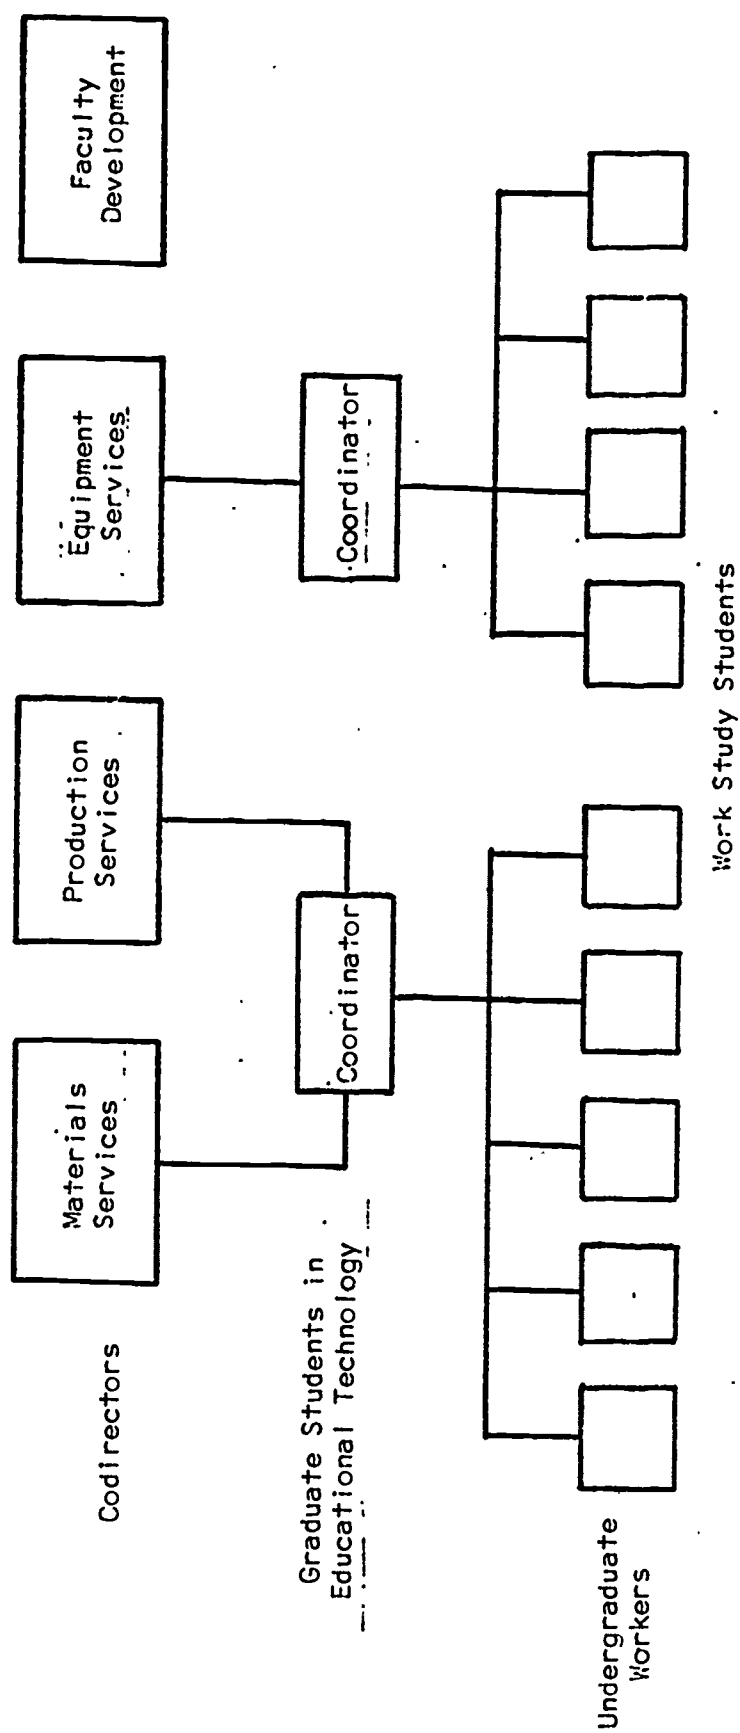 Codirectors
Materials
Services
Production
Services
Equipment
Services
Faculty
Development
Graduate Students in
Educational Technology
Coordinator
Coordinator
Undergraduate
Workers
Work Study Students